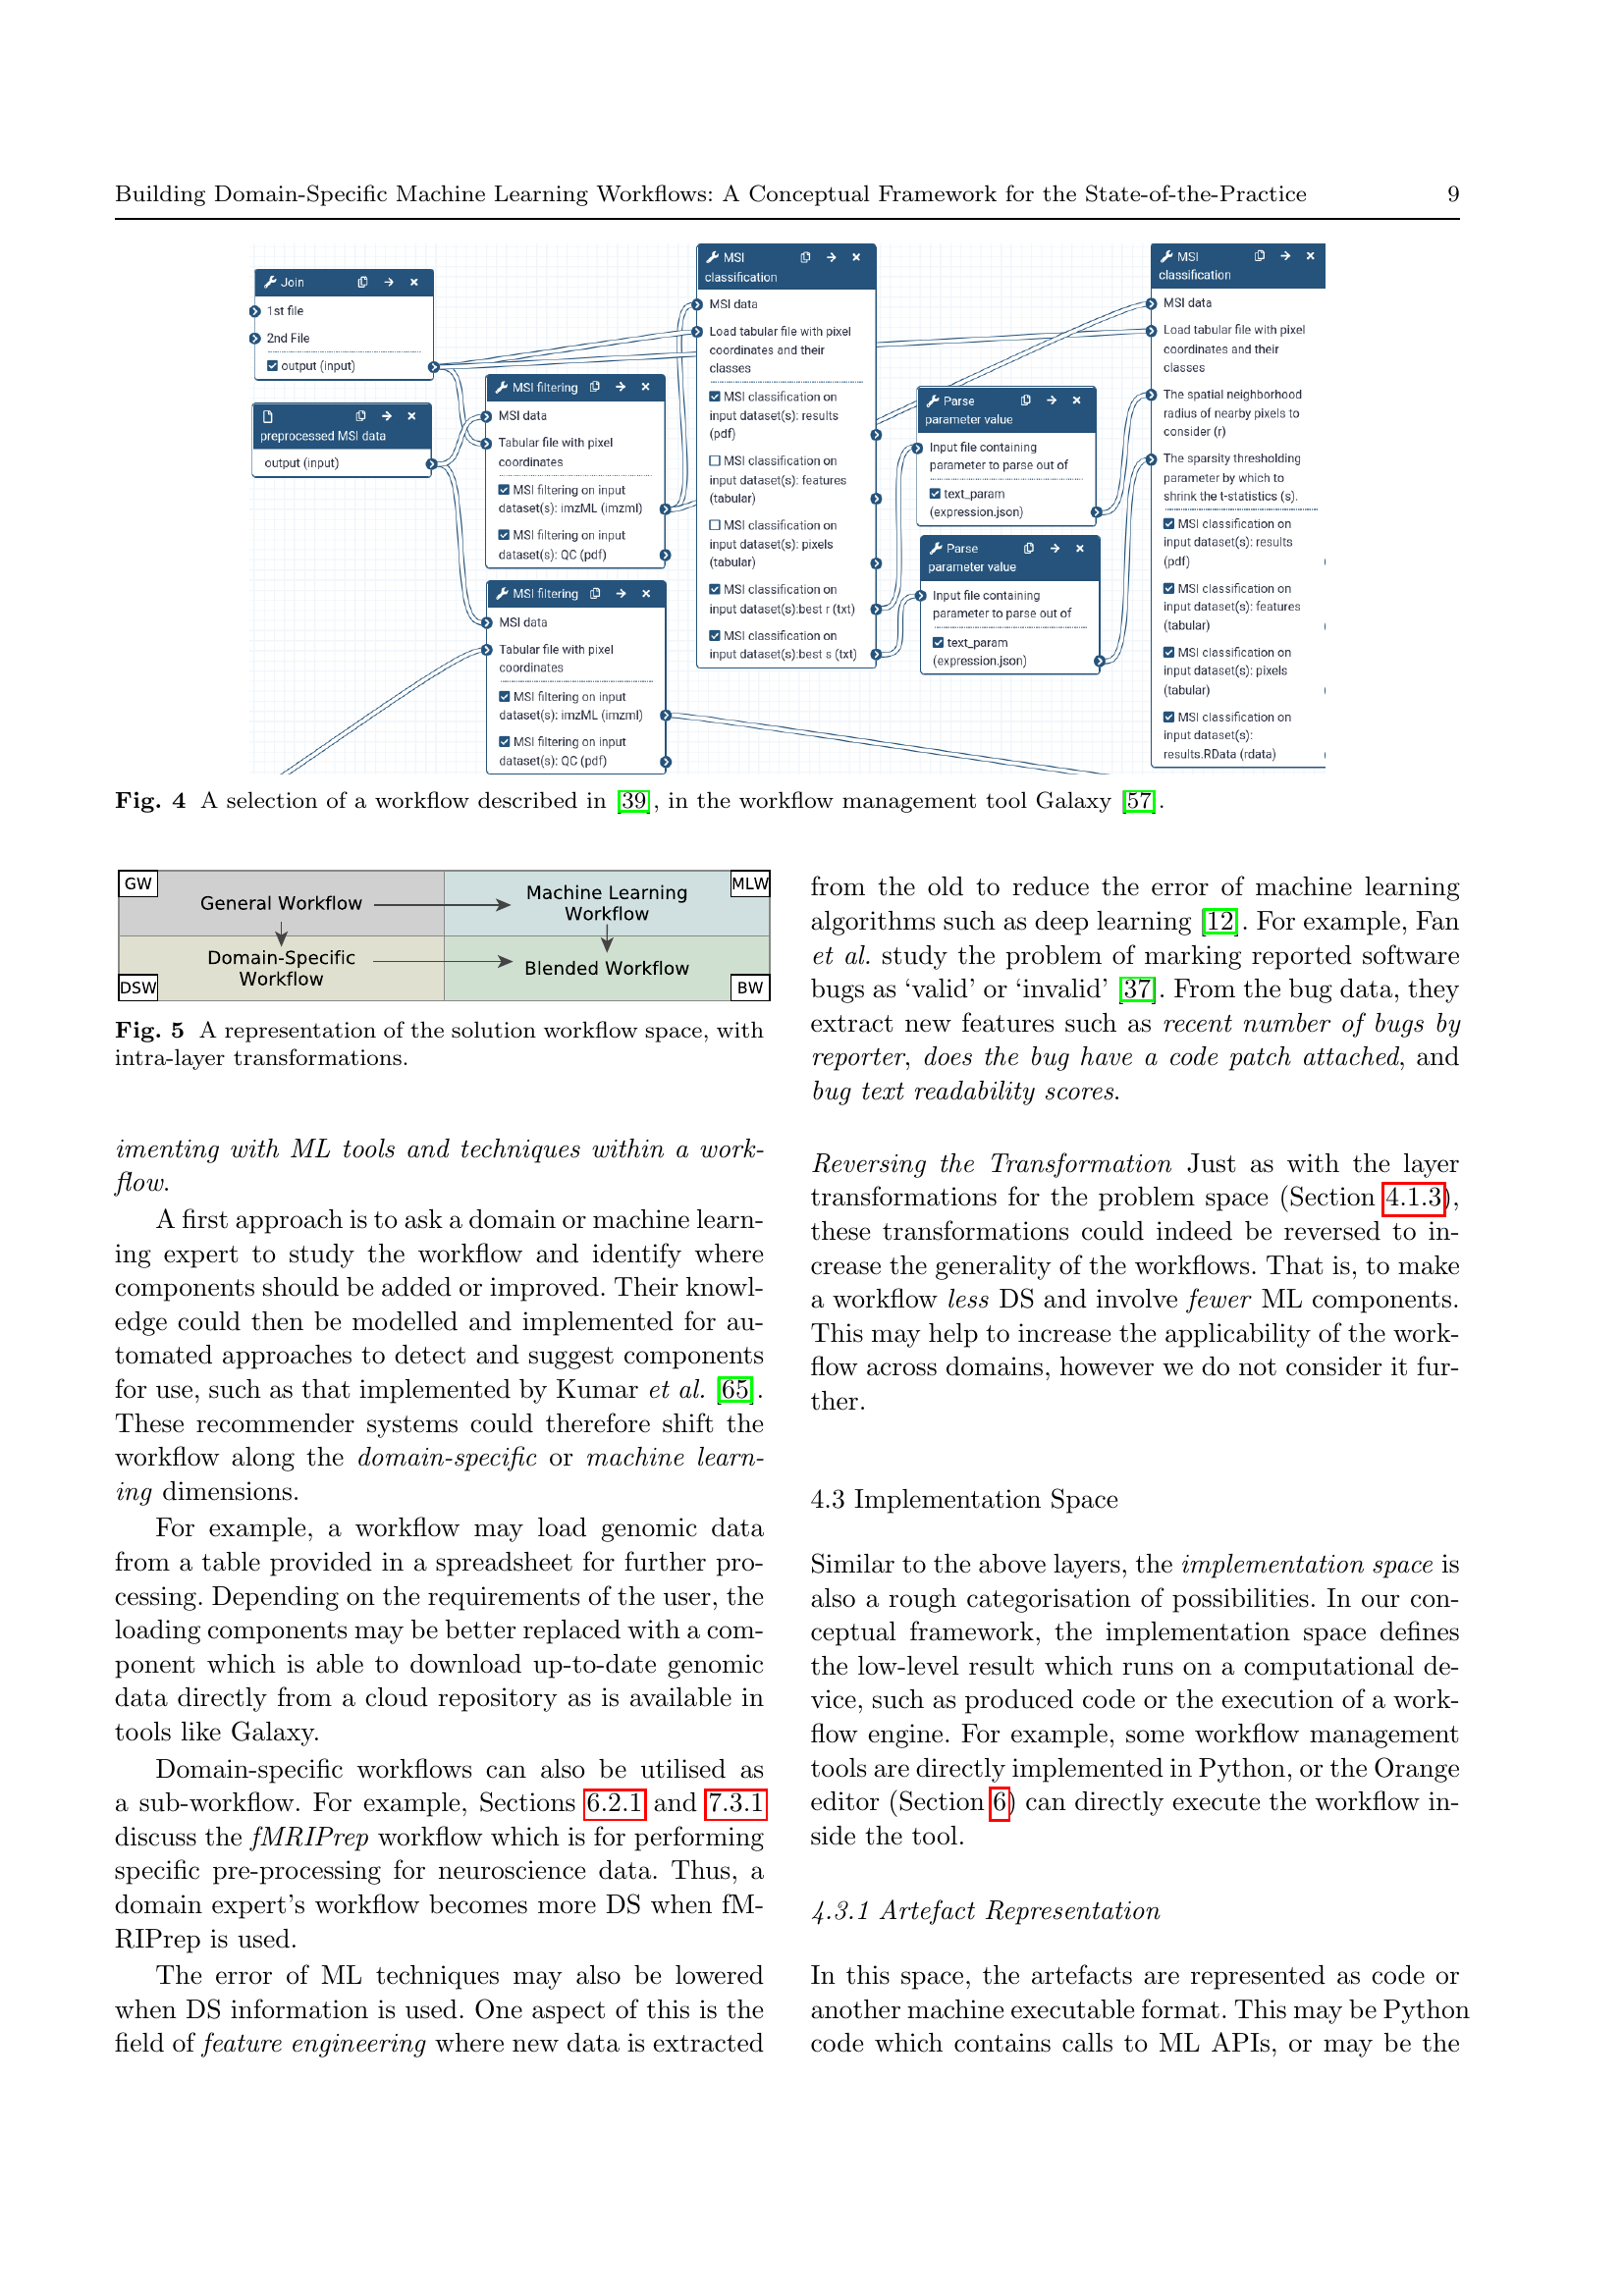 Building Domain-Specific Machine Learning Workflows: A Conceptual Framework for the State-of-the-Practice 9
Join
1st file
2nd File
output (input)
preprocessed MSI data
output (input)
MSI filtering
MSI data
Tabular file with pixel
coordinates
MSI filtering on input
dataset(s): imzML (imzml)
MSI filtering on input
dataset(s): QC (pdf)
MSI filtering
MSI data
Tabular file with pixel
coordinates
MSI filtering on input
dataset(s): imzML (imzml)
MSI filtering on input
dataset(s): QC (pdf)
MSI
classification
MSI data
Load tabular file with pixel
coordinates and their
classes
MSI classification on
input dataset(s): results
(pdf)
MSI classification on
input dataset(s): features
(tabular)
MSI classification on
input dataset(s): pixels
(tabular)
MSI classification on
input dataset(s):best r (txt)
MSI classification on
input dataset(s):best s (txt)
Parse
parameter value
Input file containing
parameter to parse out of
text_param
(expression.json)
Parse
parameter value
Input file containing
parameter to parse out of
text_param
(expression.json)
MSI
classification
MSI data
Load tabular file with pixel
coordinates and their
classes
The spatial neighborhood
radius of nearby pixels to
consider (r)
The sparsity thresholding
parameter by which to
shrink the t-statistics (s).
MSI classification on
input dataset(s): results
(pdf)
MSI classification on
input dataset(s): features
(tabular)
MSI classification on
input dataset(s): pixels
(tabular)
MSI classification on
input dataset(s):
results.RData (rdata)
Fig. 4 A selection of a workflow described in [39], in the workflow management tool Galaxy [57].
GW
General Workflow
MLW
Machine Learning
Workflow
DSW
Domain-Specific
Workflow
Blended Workflow
BW
Fig. 5 A representation of the solution workflow space, with
intra-layer transformations.
imenting with ML tools and techniques within a work-
flow.
A first approach is to ask a domain or machine learn-
ing expert to study the workflow and identify where
components should be added or improved. Their knowl-
edge could then be modelled and implemented for au-
tomated approaches to detect and suggest components
for use, such as that implemented by Kumar et al. [65].
These recommender systems could therefore shift the
workflow along the domain-specific or machine learn-
ing dimensions.
For example, a workflow may load genomic data
from a table provided in a spreadsheet for further pro-
cessing. Depending on the requirements of the user, the
loading components may be better replaced with a com-
ponent which is able to download up-to-date genomic
data directly from a cloud repository as is available in
tools like Galaxy.
Domain-specific workflows can also be utilised as
a sub-workflow. For example, Sections 6.2.1 and 7.3.1
discuss the fMRIPrep workflow which is for performing
specific pre-processing for neuroscience data. Thus, a
domain expert's workflow becomes more DS when fM-
RIPrep is used.
The error of ML techniques may also be lowered
when DS information is used. One aspect of this is the
field of feature engineering where new data is extracted
from the old to reduce the error of machine learning
algorithms such as deep learning [12]. For example, Fan
et al. study the problem of marking reported software
bugs as ‘valid’ or ‘invalid’ [37]. From the bug data, they
extract new features such as recent number of bugs by
reporter, does the bug have a code patch attached, and
bug text readability scores.
Reversing the Transformation Just as with the layer
transformations for the problem space (Section 4.1.3),
these transformations could indeed be reversed to in-
crease the generality of the workflows. That is, to make
a workflow less DS and involve fewer ML components.
This may help to increase the applicability of the work-
flow across domains, however we do not consider it fur-
ther.
4.3 Implementation Space
Similar to the above layers, the implementation space is
also a rough categorisation of possibilities. In our con-
ceptual framework, the implementation space defines
the low-level result which runs on a computational de-
vice, such as produced code or the execution of a work-
flow engine. For example, some workflow management
tools are directly implemented in Python, or the Orange
editor (Section 6) can directly execute the workflow in-
side the tool.
4.3.1 Artefact Representation
In this space, the artefacts are represented as code or
another machine executable format. This may be Python
code which contains calls to ML APIs, or may be the